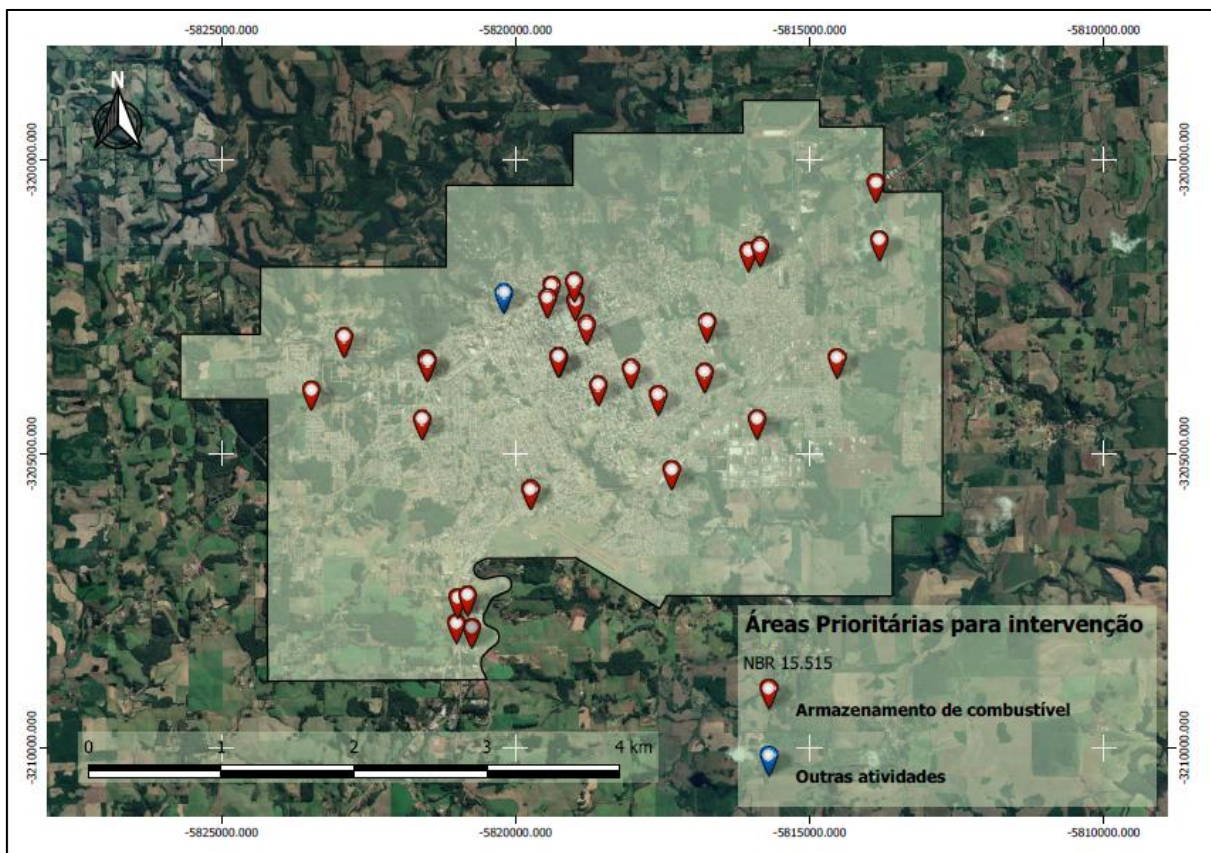 -5825000.000 -5820000.000 -5815000.000 -5810000.000
N
-3200000.000 -3200000.000
-3205000.000 -3205000.000
Áreas Prioritárias para intervenção
NBR 15.515
Armazenamento de combustível
Outras atividades
0 1 2 3 4 km
-3210000.000 -3210000.000
-5825000.000 -5820000.000 -5815000.000 -5810000.000